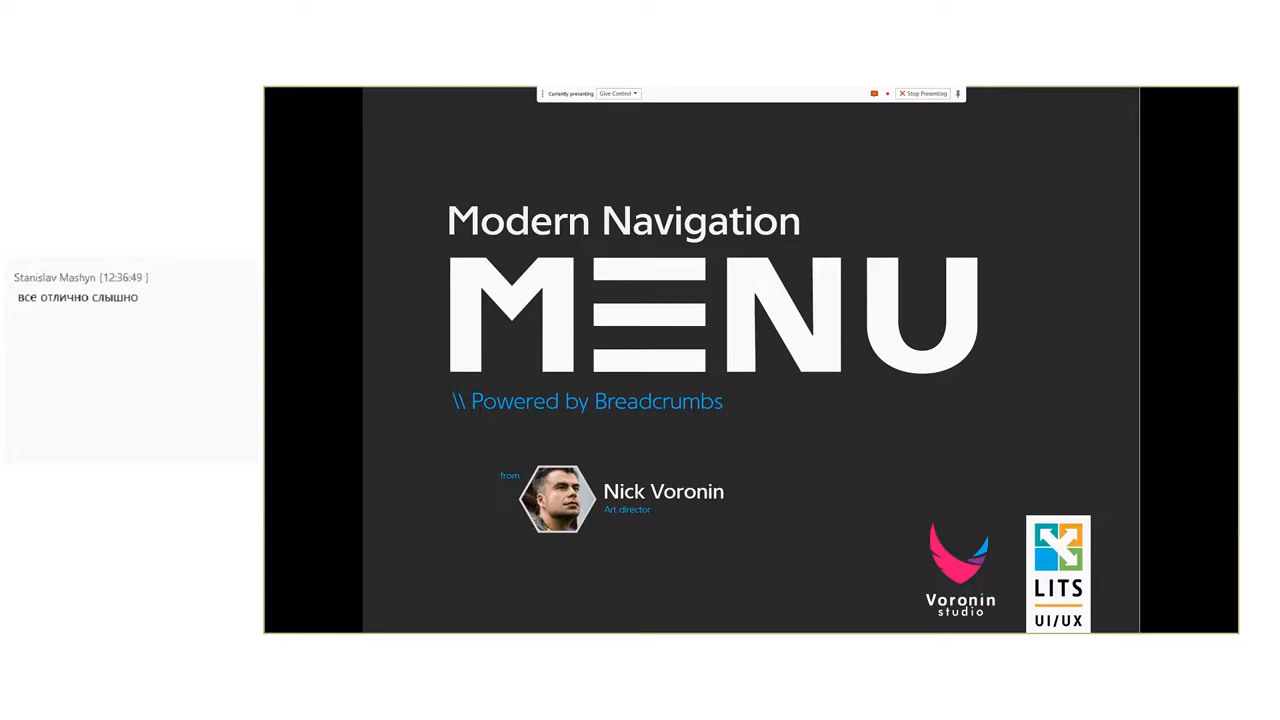 Currently presenting Give Control Stop Presenting
Modern Navigation
MENU
\\ Powered by Breadcrumbs
Stanislav Mashyn [12:36:49 ]
все отлично слышно
from
Nick Voronin
Art director
Voronin
studio
LITS
UI/UX